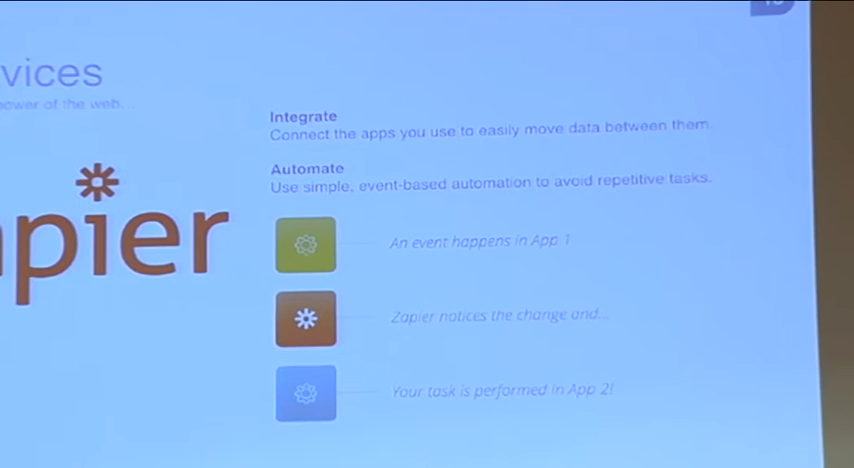 vices
power of the web...
Integrate
Connect the apps you use to easily move data between them.
Automate
Use simple, event-based automation to avoid repetitive tasks.
pier
An event happens in App 1
Zapier notices the change and...
Your task is performed in App 2!